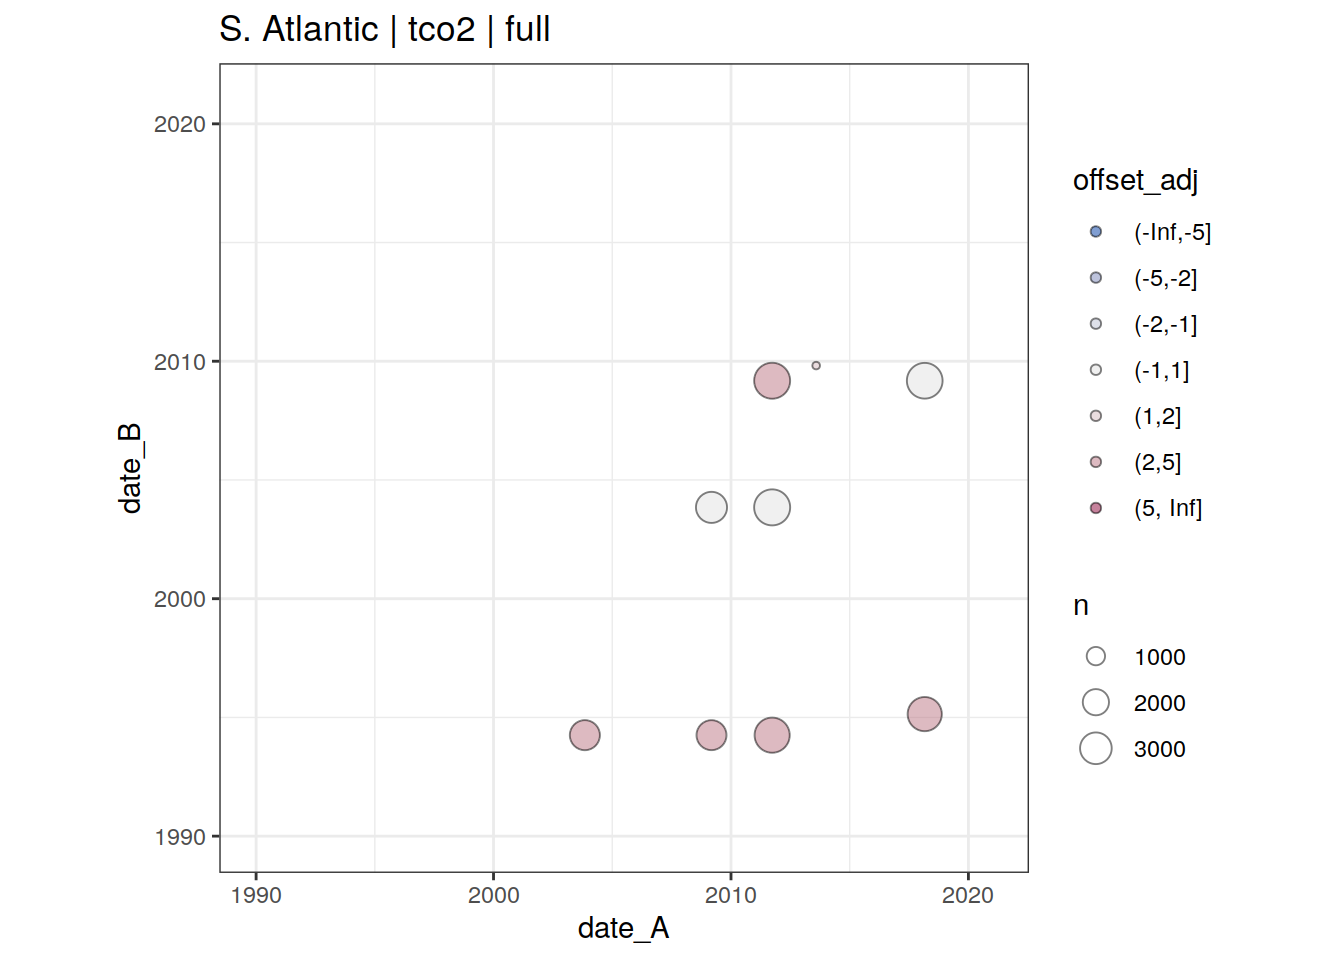 S. Atlantic | tco2 | full
2020
2010
2000
1990
date_B
1990
2000
2010
2020
date_A
offset_adj
(-Inf,-5]
(-5,-2]
(-2,-1]
(-1,1]
(1,2]
(2,5]
(5, Inf]
n
1000
2000
3000